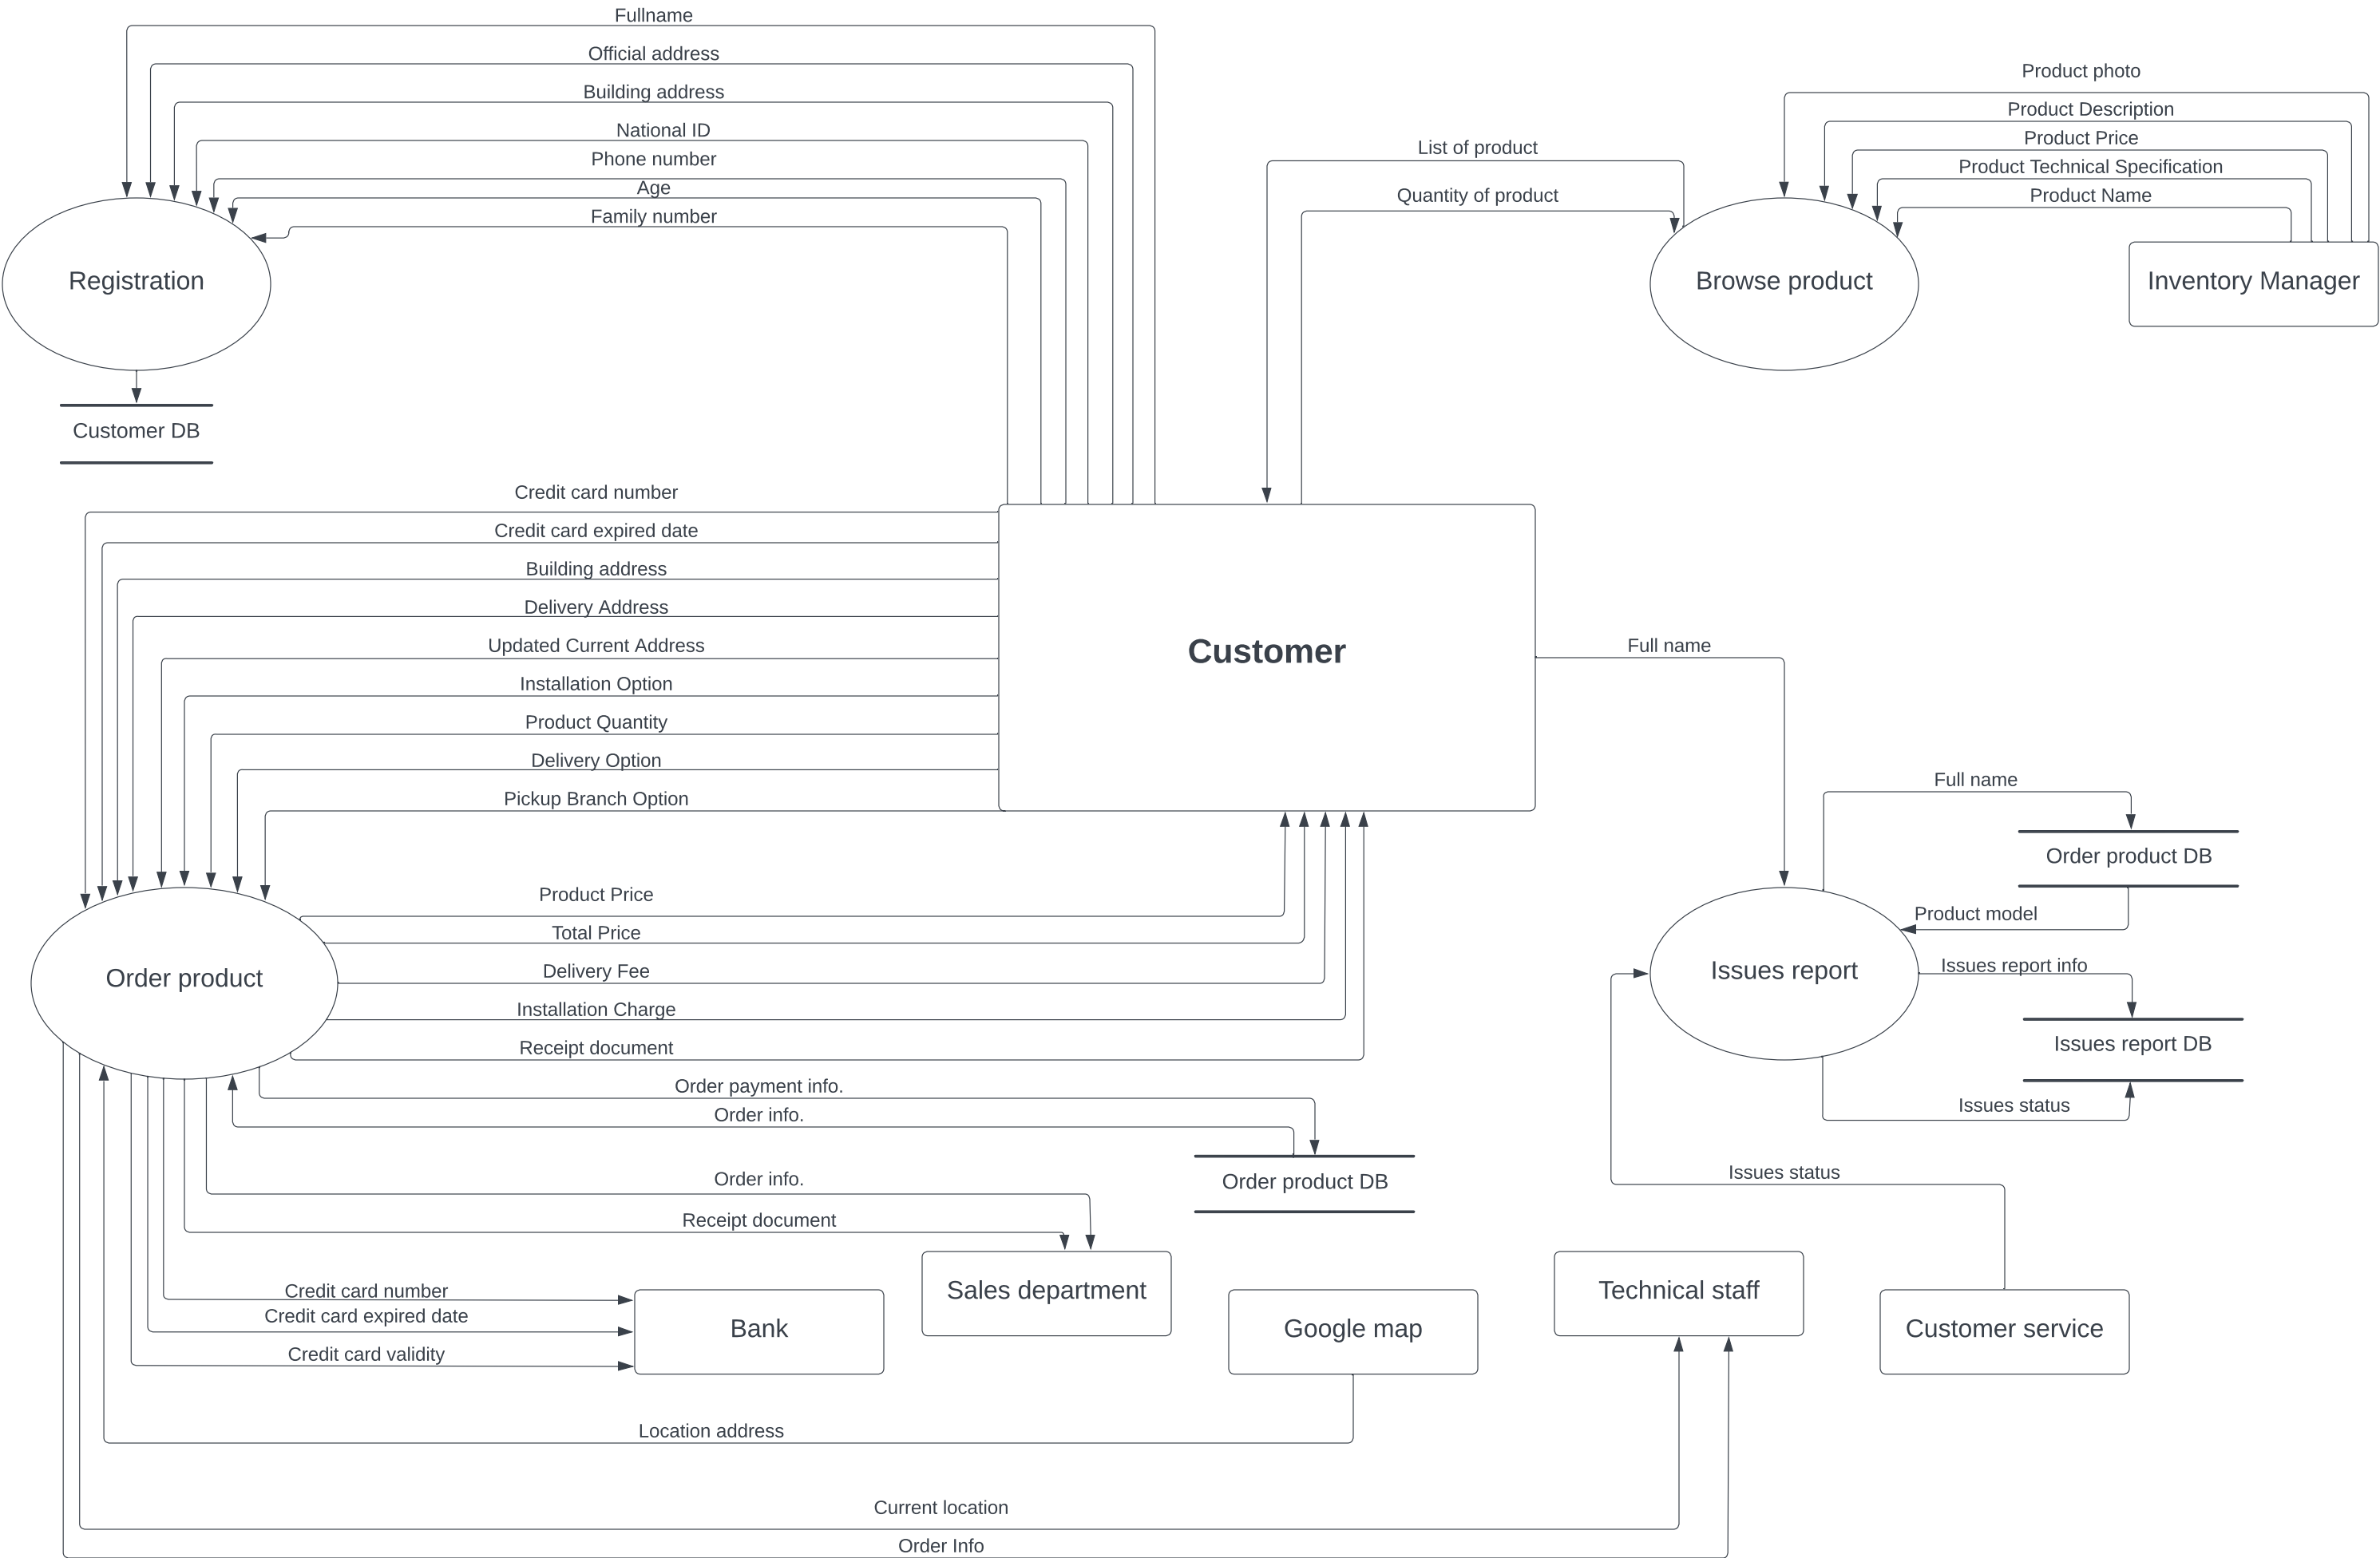 Fullname
Official address
Building address
National ID
Phone number
Age
Family number
Registration
Customer DB
Product photo
Product Description
Product Price
Product Technical Specification
Product Name
List of product
Quantity of product
Browse product
Inventory Manager
Credit card number
Credit card expired date
Building address
Delivery Address
Updated Current Address
Installation Option
Product Quantity
Delivery Option
Pickup Branch Option
Customer
Full name
Full name
Order product DB
Product model
Issues report
Issues report info
Issues report DB
Issues status
Issues status
Order product
Product Price
Total Price
Delivery Fee
Installation Charge
Receipt document
Order payment info.
Order info.
Order product DB
Order info.
Receipt document
Sales department
Credit card number
Credit card expired date
Credit card validity
Bank
Google map
Technical staff
Customer service
Location address
Current location
Order Info